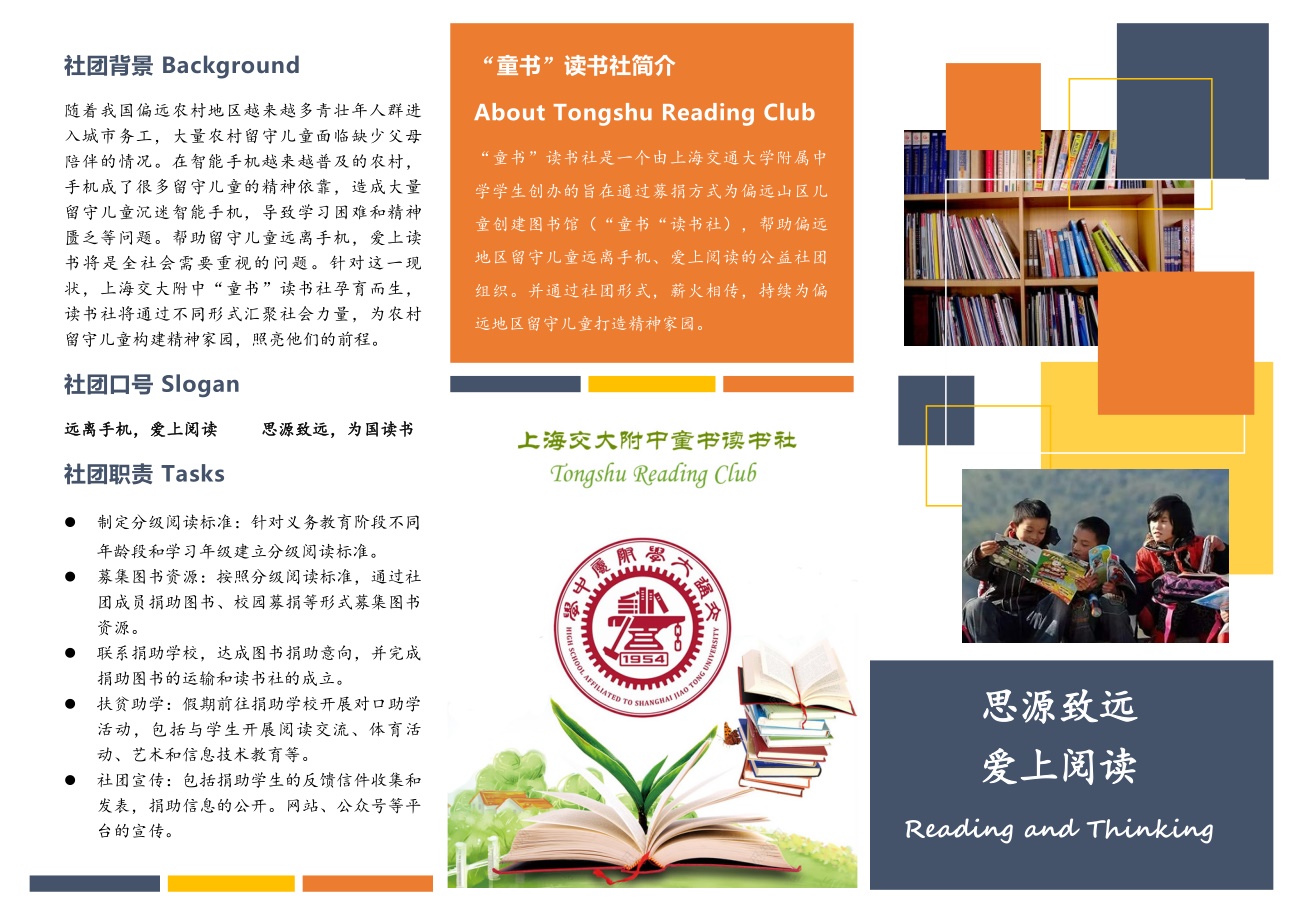 社团背景 Background
随着我国偏远农村地区越来越多青壮年人群进
入城市务工，大量农村留守儿童面临缺少父母
陪伴的情况。在智能手机越来越普及的农村，
手机成了很多留守儿童的精神依靠，造成大量
留守儿童沉迷智能手机，导致学习困难和精神
匮乏等问题。帮助留守儿童远离手机，爱上读
书将是全社会需要重视的问题。针对这一现
状，上海交大附中“童书”读书社孕育而生，
读书社将通过不同形式汇聚社会力量，为农村
留守儿童构建精神家园，照亮他们的前程。
社团口号 Slogan
远离手机，爱上阅读 思源致远，为国读书
社团职责 Tasks
● 制定分级阅读标准：针对义务教育阶段不同
年龄段和学习年级建立分级阅读标准。
● 募集图书资源：按照分级阅读标准，通过社
团成员捐助图书、校园募捐等形式募集图书
资源。
● 联系捐助学校，达成图书捐助意向，并完成
捐助图书的运输和读书社的成立。
● 扶贫助学：假期前往捐助学校开展对口助学
活动，包括与学生开展阅读交流、体育活
动、艺术和信息技术教育等。
● 社团宣传：包括捐助学生的反馈信件收集和
发表，捐助信息的公开。网站、公众号等平
台的宣传。
“童书”读书社简介
About Tongshu Reading Club
“童书”读书社是一个由上海交通大学附属中
学学生创办的旨在通过募捐方式为偏远山区儿
童创建图书馆（“童书“读书社），帮助偏远
地区留守儿童远离手机、爱上阅读的公益社团
组织。并通过社团形式，薪火相传，持续为偏
远地区留守儿童打造精神家园。
上海交大附中童书读书社
Tongshu Reading Club
學中属附學大通交
1954
HIGH SCHOOL AFFILIATED TO SHANGHAI JIAO TONG UNIVERSITY
思源致远
爱上阅读
Reading and Thinking